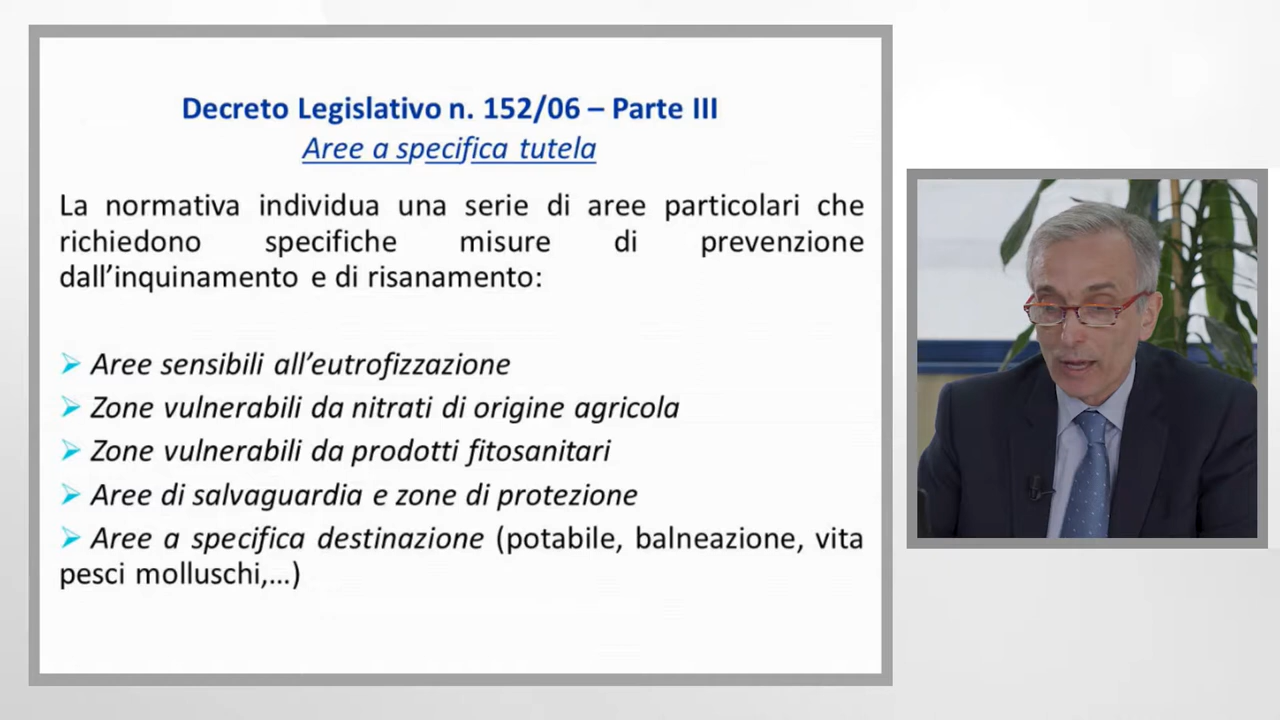 Decreto Legislativo n. 152/06 – Parte III
Aree a specifica tutela
La normativa individua una serie di aree particolari che
richiedono specifiche misure di prevenzione
dall’inquinamento e di risanamento:
➢ Aree sensibili all’eutrofizzazione
➢ Zone vulnerabili da nitrati di origine agricola
➢ Zone vulnerabili da prodotti fitosanitari
➢ Aree di salvaguardia e zone di protezione
➢ Aree a specifica destinazione (potabile, balneazione, vita
pesci molluschi,...)